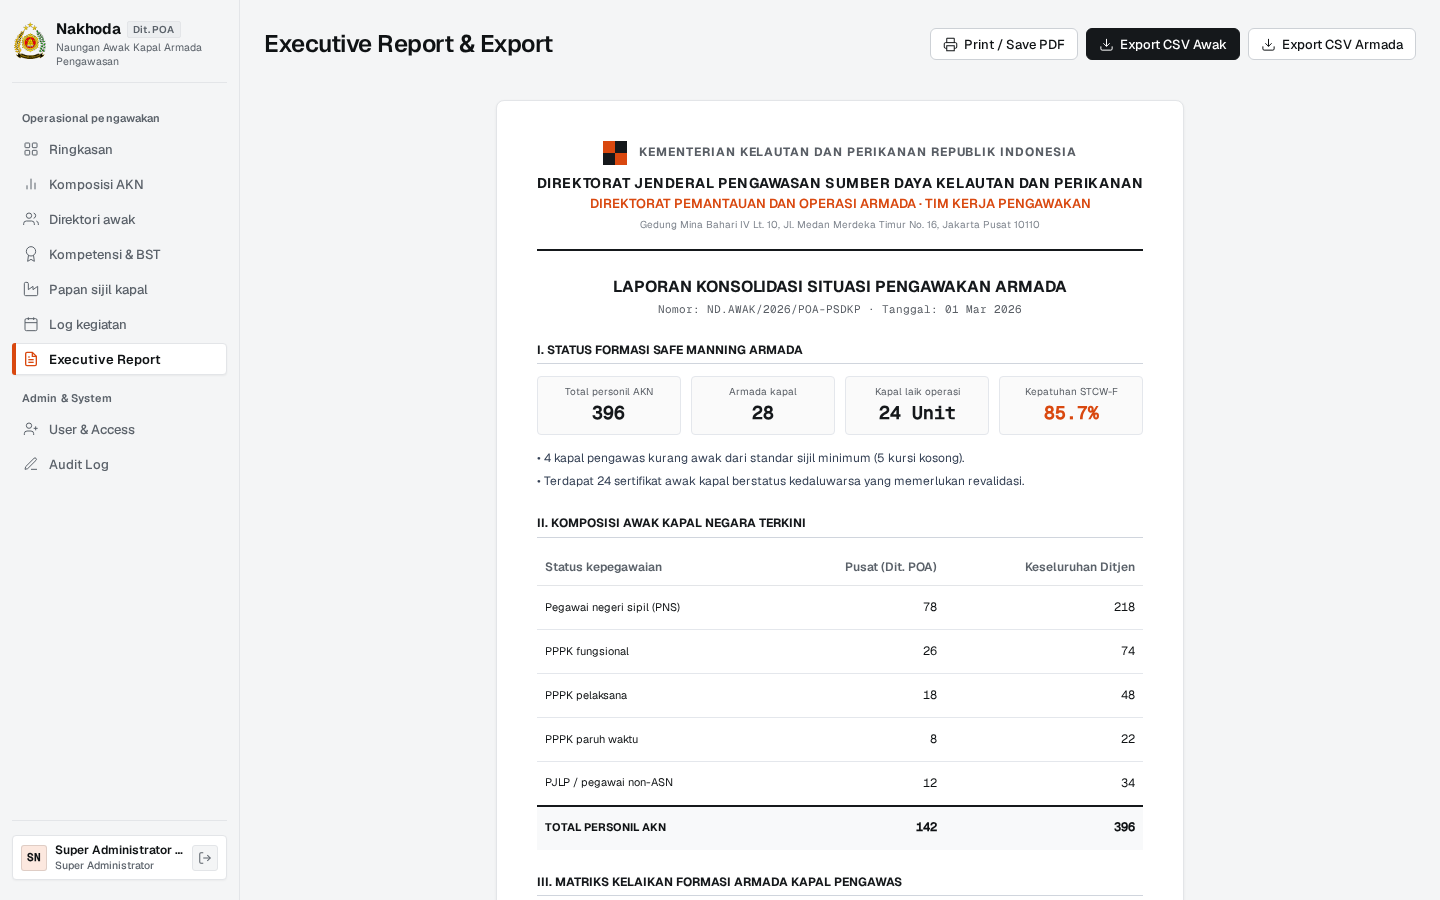 Nakhoda Dit. POA
Naungan Awak Kapal Armada
Pengawasan
Operasional pengawakan
Ringkasan
Komposisi AKN
Direktori awak
Kompetensi & BST
Papan sijil kapal
Log kegiatan
Executive Report
Admin & System
User & Access
Audit Log
SN
Super Administrator ...
Super Administrator
Executive Report & Export
Print / Save PDF
Export CSV Awak
Export CSV Armada
KEMENTERIAN KELAUTAN DAN PERIKANAN REPUBLIK INDONESIA
DIREKTORAT JENDERAL PENGAWASAN SUMBER DAYA KELAUTAN DAN PERIKANAN
DIREKTORAT PEMANTAUAN DAN OPERASI ARMADA · TIM KERJA PENGAWAKAN
Gedung Mina Bahari IV Lt. 10, Jl. Medan Merdeka Timur No. 16, Jakarta Pusat 10110
LAPORAN KONSOLIDASI SITUASI PENGAWAKAN ARMADA
Nomor: ND.AWAK/2026/POA-PSDKP · Tanggal: 01 Mar 2026
I. STATUS FORMASI SAFE MANNING ARMADA
Total personil AKN
396
Armada kapal
28
Kapal laik operasi
24 Unit
Kepatuhan STCW-F
85.7%
• 4 kapal pengawas kurang awak dari standar sijil minimum (5 kursi kosong).
• Terdapat 24 sertifikat awak kapal berstatus kedaluwarsa yang memerlukan revalidasi.
II. KOMPOSISI AWAK KAPAL NEGARA TERKINI
Status kepegawaian Pusat (Dit. POA) Keseluruhan Ditjen
Pegawai negeri sipil (PNS) 78 218
PPPK fungsional 26 74
PPPK pelaksana 18 48
PPPK paruh waktu 8 22
PJLP / pegawai non-ASN 12 34
TOTAL PERSONIL AKN 142 396
III. MATRIKS KELAIKAN FORMASI ARMADA KAPAL PENGAWAS